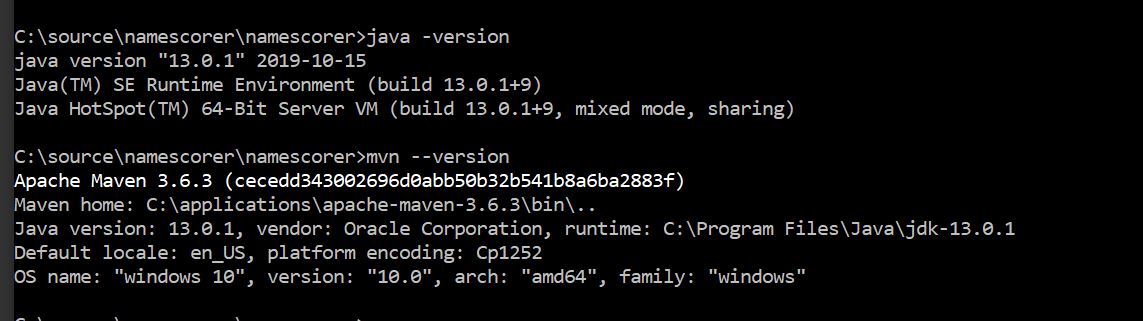 C:\source\namescorer\namescorer>java -version
java version "13.0.1" 2019-10-15
Java(TM) SE Runtime Environment (build 13.0.1+9)
Java HotSpot(TM) 64-Bit Server VM (build 13.0.1+9, mixed mode, sharing)
C:\source\namescorer\namescorer>mvn --version
Apache Maven 3.6.3 (cecedd343002696d0abb50b32b541b8a6ba2883f)
Maven home: C:\applications\apache-maven-3.6.3\bin\..
Java version: 13.0.1, vendor: Oracle Corporation, runtime: C:\Program Files\Java\jdk-13.0.1
Default locale: en_US, platform encoding: Cp1252
OS name: "windows 10", version: "10.0", arch: "amd64", family: "windows"